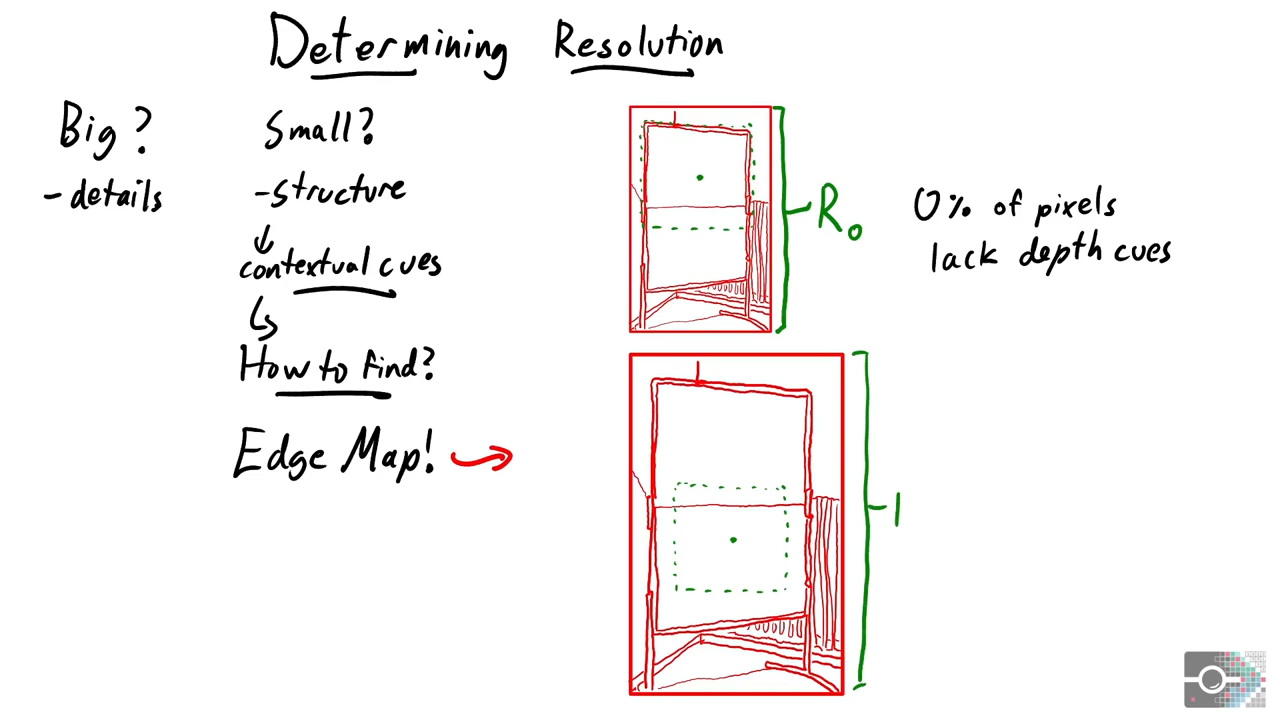 Determining Resolution
Big?
- details
Small?
- structure
contextual cues
How to find?
Edge Map!
R₀
0% of pixels
lack depth cues